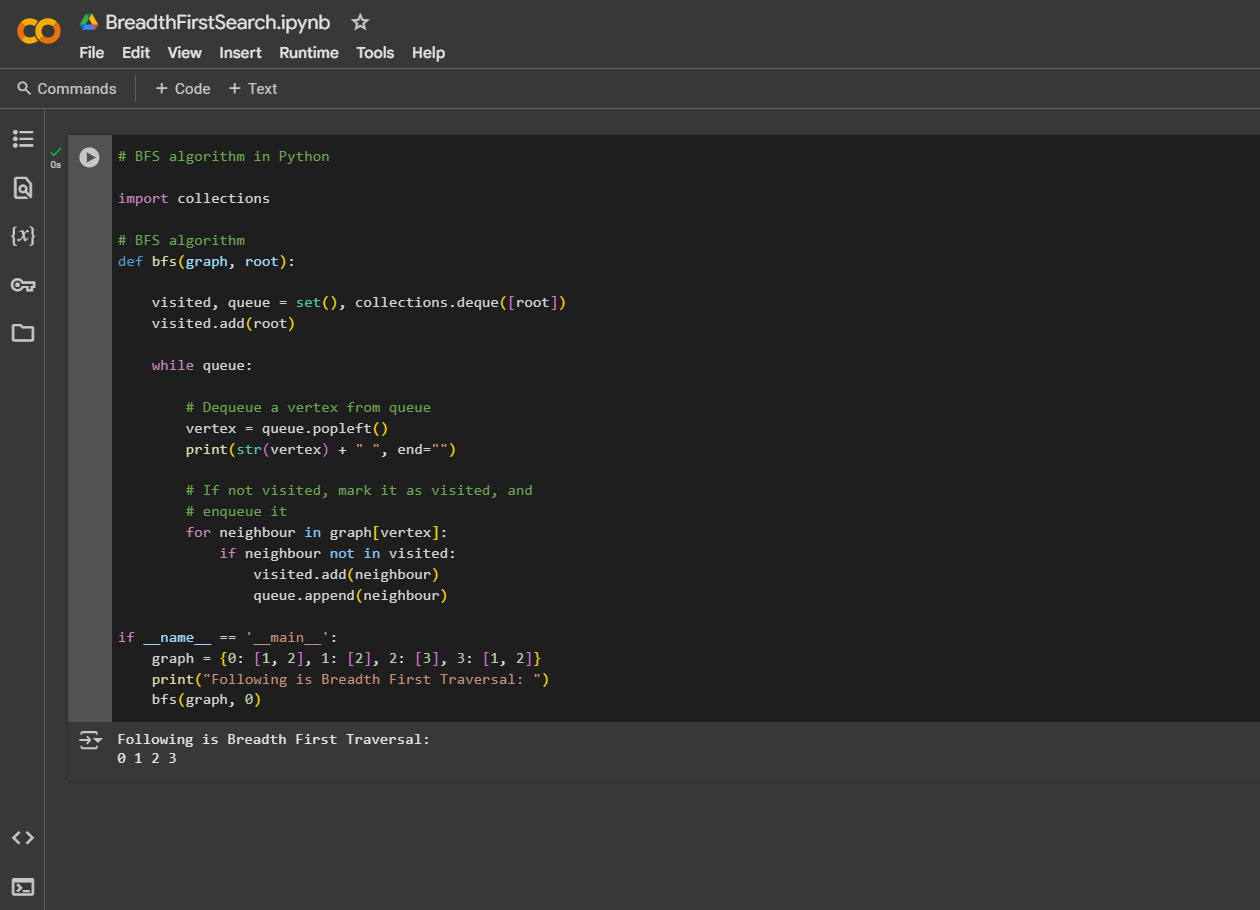 BreadthFirstSearch.ipynb
File Edit View Insert Runtime Tools Help
Commands + Code + Text
0s
# BFS algorithm in Python
import collections
# BFS algorithm
def bfs(graph, root):
    visited, queue = set(), collections.deque([root])
    visited.add(root)
    while queue:
        # Dequeue a vertex from queue
        vertex = queue.popleft()
        print(str(vertex) + " ", end="")
        # If not visited, mark it as visited, and
        # enqueue it
        for neighbour in graph[vertex]:
            if neighbour not in visited:
                visited.add(neighbour)
                queue.append(neighbour)
if __name__ == '__main__':
    graph = {0: [1, 2], 1: [2], 2: [3], 3: [1, 2]}
    print("Following is Breadth First Traversal: ")
    bfs(graph, 0)
Following is Breadth First Traversal:
0 1 2 3
{x}